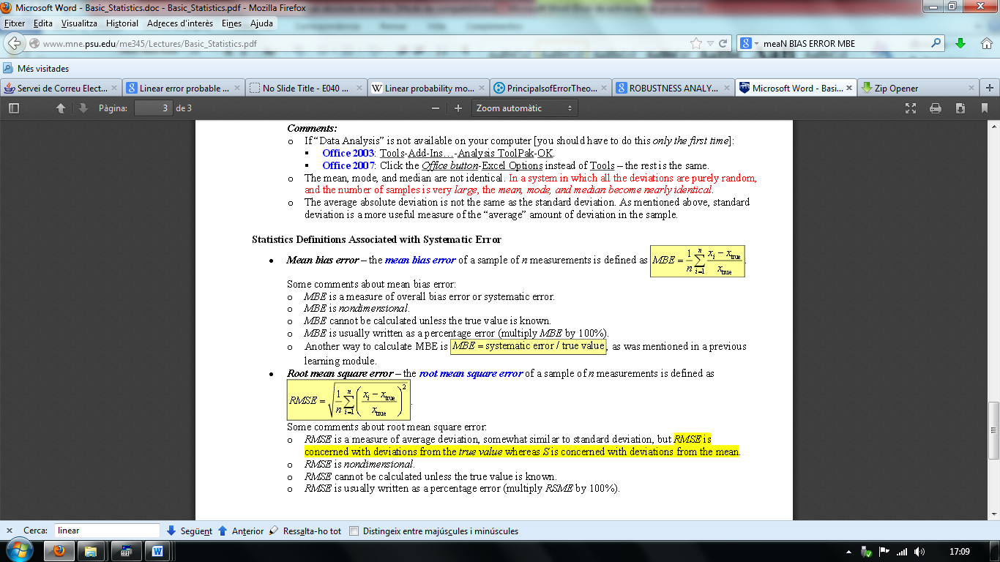 Microsoft Word - Basic_Statistics.doc - Basic_Statistics.pdf - Mozilla Firefox
Fitxer Edita Visualitza Historial Adreces d'interès Eines Ajuda
www.mne.psu.edu/me345/Lectures/Basic_Statistics.pdf
meaN BIAS ERROR MBE
Més visitades
Servei de Correu Elect...
Linear error probable ...
No Slide Title - E040 ...
Linear probability mo...
PrincipalsofErrorTheo...
ROBUSTNESS ANALY...
Microsoft Word - Basi...
Zip Opener
Pàgina: 3 de 3
Zoom automàtic
Comments:
o If “Data Analysis” is not available on your computer [you should have to do this only the first time]:
▪ Office 2003: Tools-Add-Ins…-Analysis ToolPak-OK.
▪ Office 2007: Click the Office button-Excel Options instead of Tools – the rest is the same.
o The mean, mode, and median are not identical. In a system in which all the deviations are purely random,
and the number of samples is very large, the mean, mode, and median become nearly identical.
o The average absolute deviation is not the same as the standard deviation. As mentioned above, standard
deviation is a more useful measure of the “average” amount of deviation in the sample.
Statistics Definitions Associated with Systematic Error
• Mean bias error – the mean bias error of a sample of n measurements is defined as MBE = 1/n ∑_{i=1}^{n} (x_i − x_true)/x_true.
Some comments about mean bias error:
o MBE is a measure of overall bias error or systematic error.
o MBE is nondimensional.
o MBE cannot be calculated unless the true value is known.
o MBE is usually written as a percentage error (multiply MBE by 100%).
o Another way to calculate MBE is MBE = systematic error / true value, as was mentioned in a previous
learning module.
• Root mean square error – the root mean square error of a sample of n measurements is defined as
RMSE = √(1/n ∑_{i=1}^{n} ((x_i − x_true)/x_true)²).
Some comments about root mean square error:
o RMSE is a measure of average deviation, somewhat similar to standard deviation, but RMSE is
concerned with deviations from the true value whereas S is concerned with deviations from the mean.
o RMSE is nondimensional.
o RMSE cannot be calculated unless the true value is known.
o RMSE is usually written as a percentage error (multiply RSME by 100%).
× Cerca: linear Següent Anterior Ressalta-ho tot Distingeix entre majúscules i minúscules
17:09